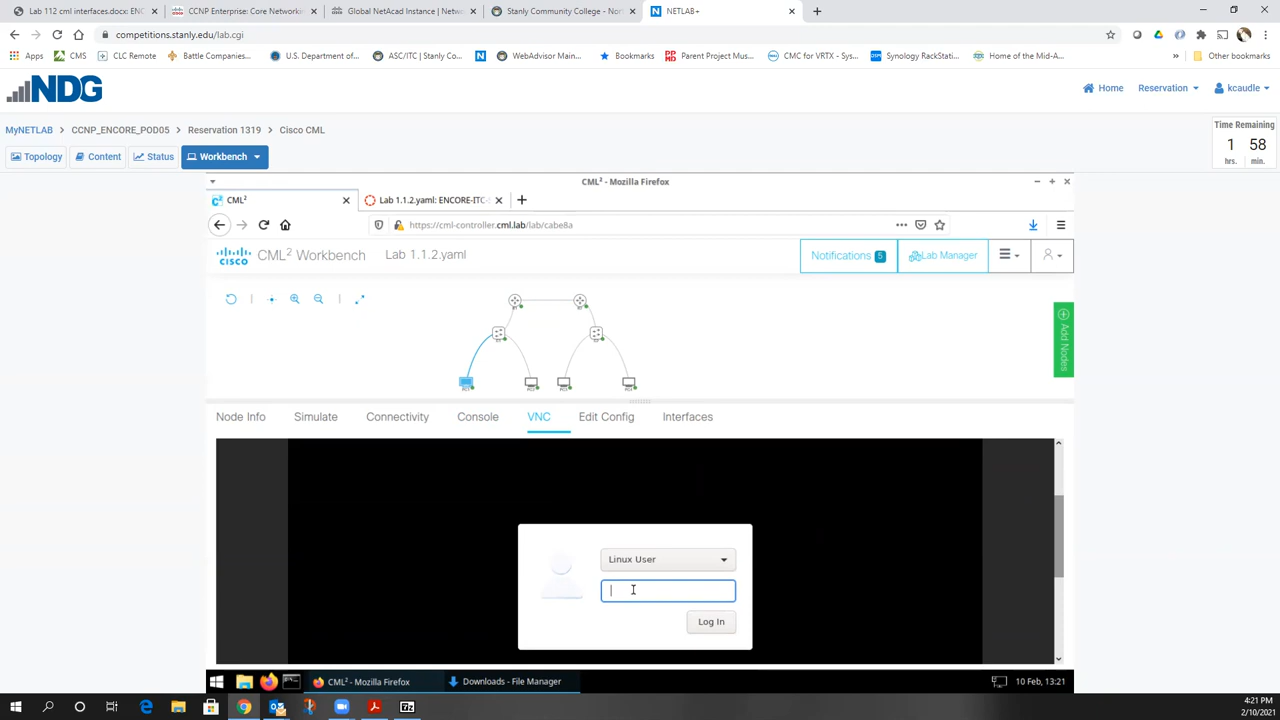 Lab 112 cml interfaces.docx: ENC
CCNP Enterprise: Core Networkin
Global NetAcad Instance | Netwo
Stanly Community College - Nor
NETLAB+
competitions.stanly.edu/lab.cgi
Apps CMS CLC Remote Battle Companies... U.S. Department of... ASC/ITC | Stanly Co... WebAdvisor Main... Bookmarks Parent Project Mus... CMC for VRTX - Sys... Synology RackStati... Home of the Mid-A... » Other bookmarks
NDG
Home Reservation kcaudle
MyNETLAB > CCNP_ENCORE_POD05 > Reservation 1319 > Cisco CML
Time Remaining
1 58
hrs. min.
Topology Content Status Workbench
CML² - Mozilla Firefox
CML²
Lab 1.1.2.yaml: ENCORE-ITC-
https://cml-controller.cml.lab/lab/cabe8a
CISCO CML² Workbench Lab 1.1.2.yaml Notifications 5 Lab Manager
Add Nodes
Node Info Simulate Connectivity Console VNC Edit Config Interfaces
Linux User
Log In
CML² - Mozilla Firefox Downloads - File Manager 10 Feb, 13:21
4:21 PM
2/10/2021